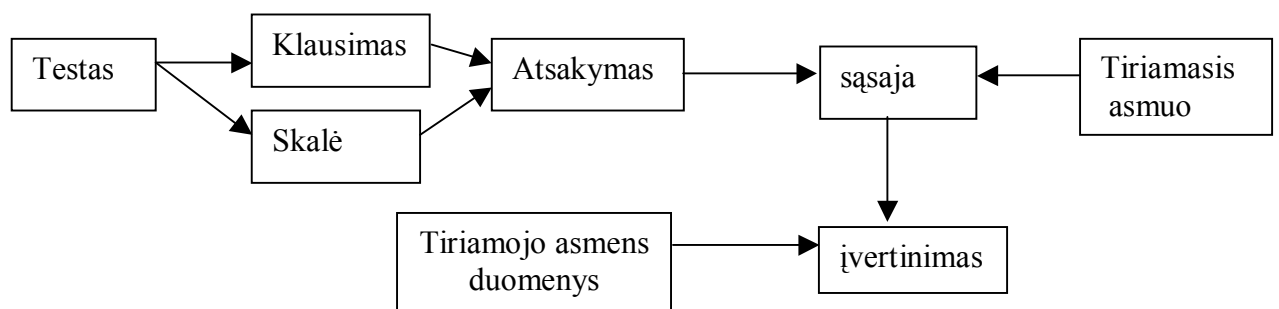 Testas
Klausimas
Skalė
Atsakymas
sąsaja
Tiriamasis
asmuo
Tiriamojo asmens
duomenys
įvertinimas